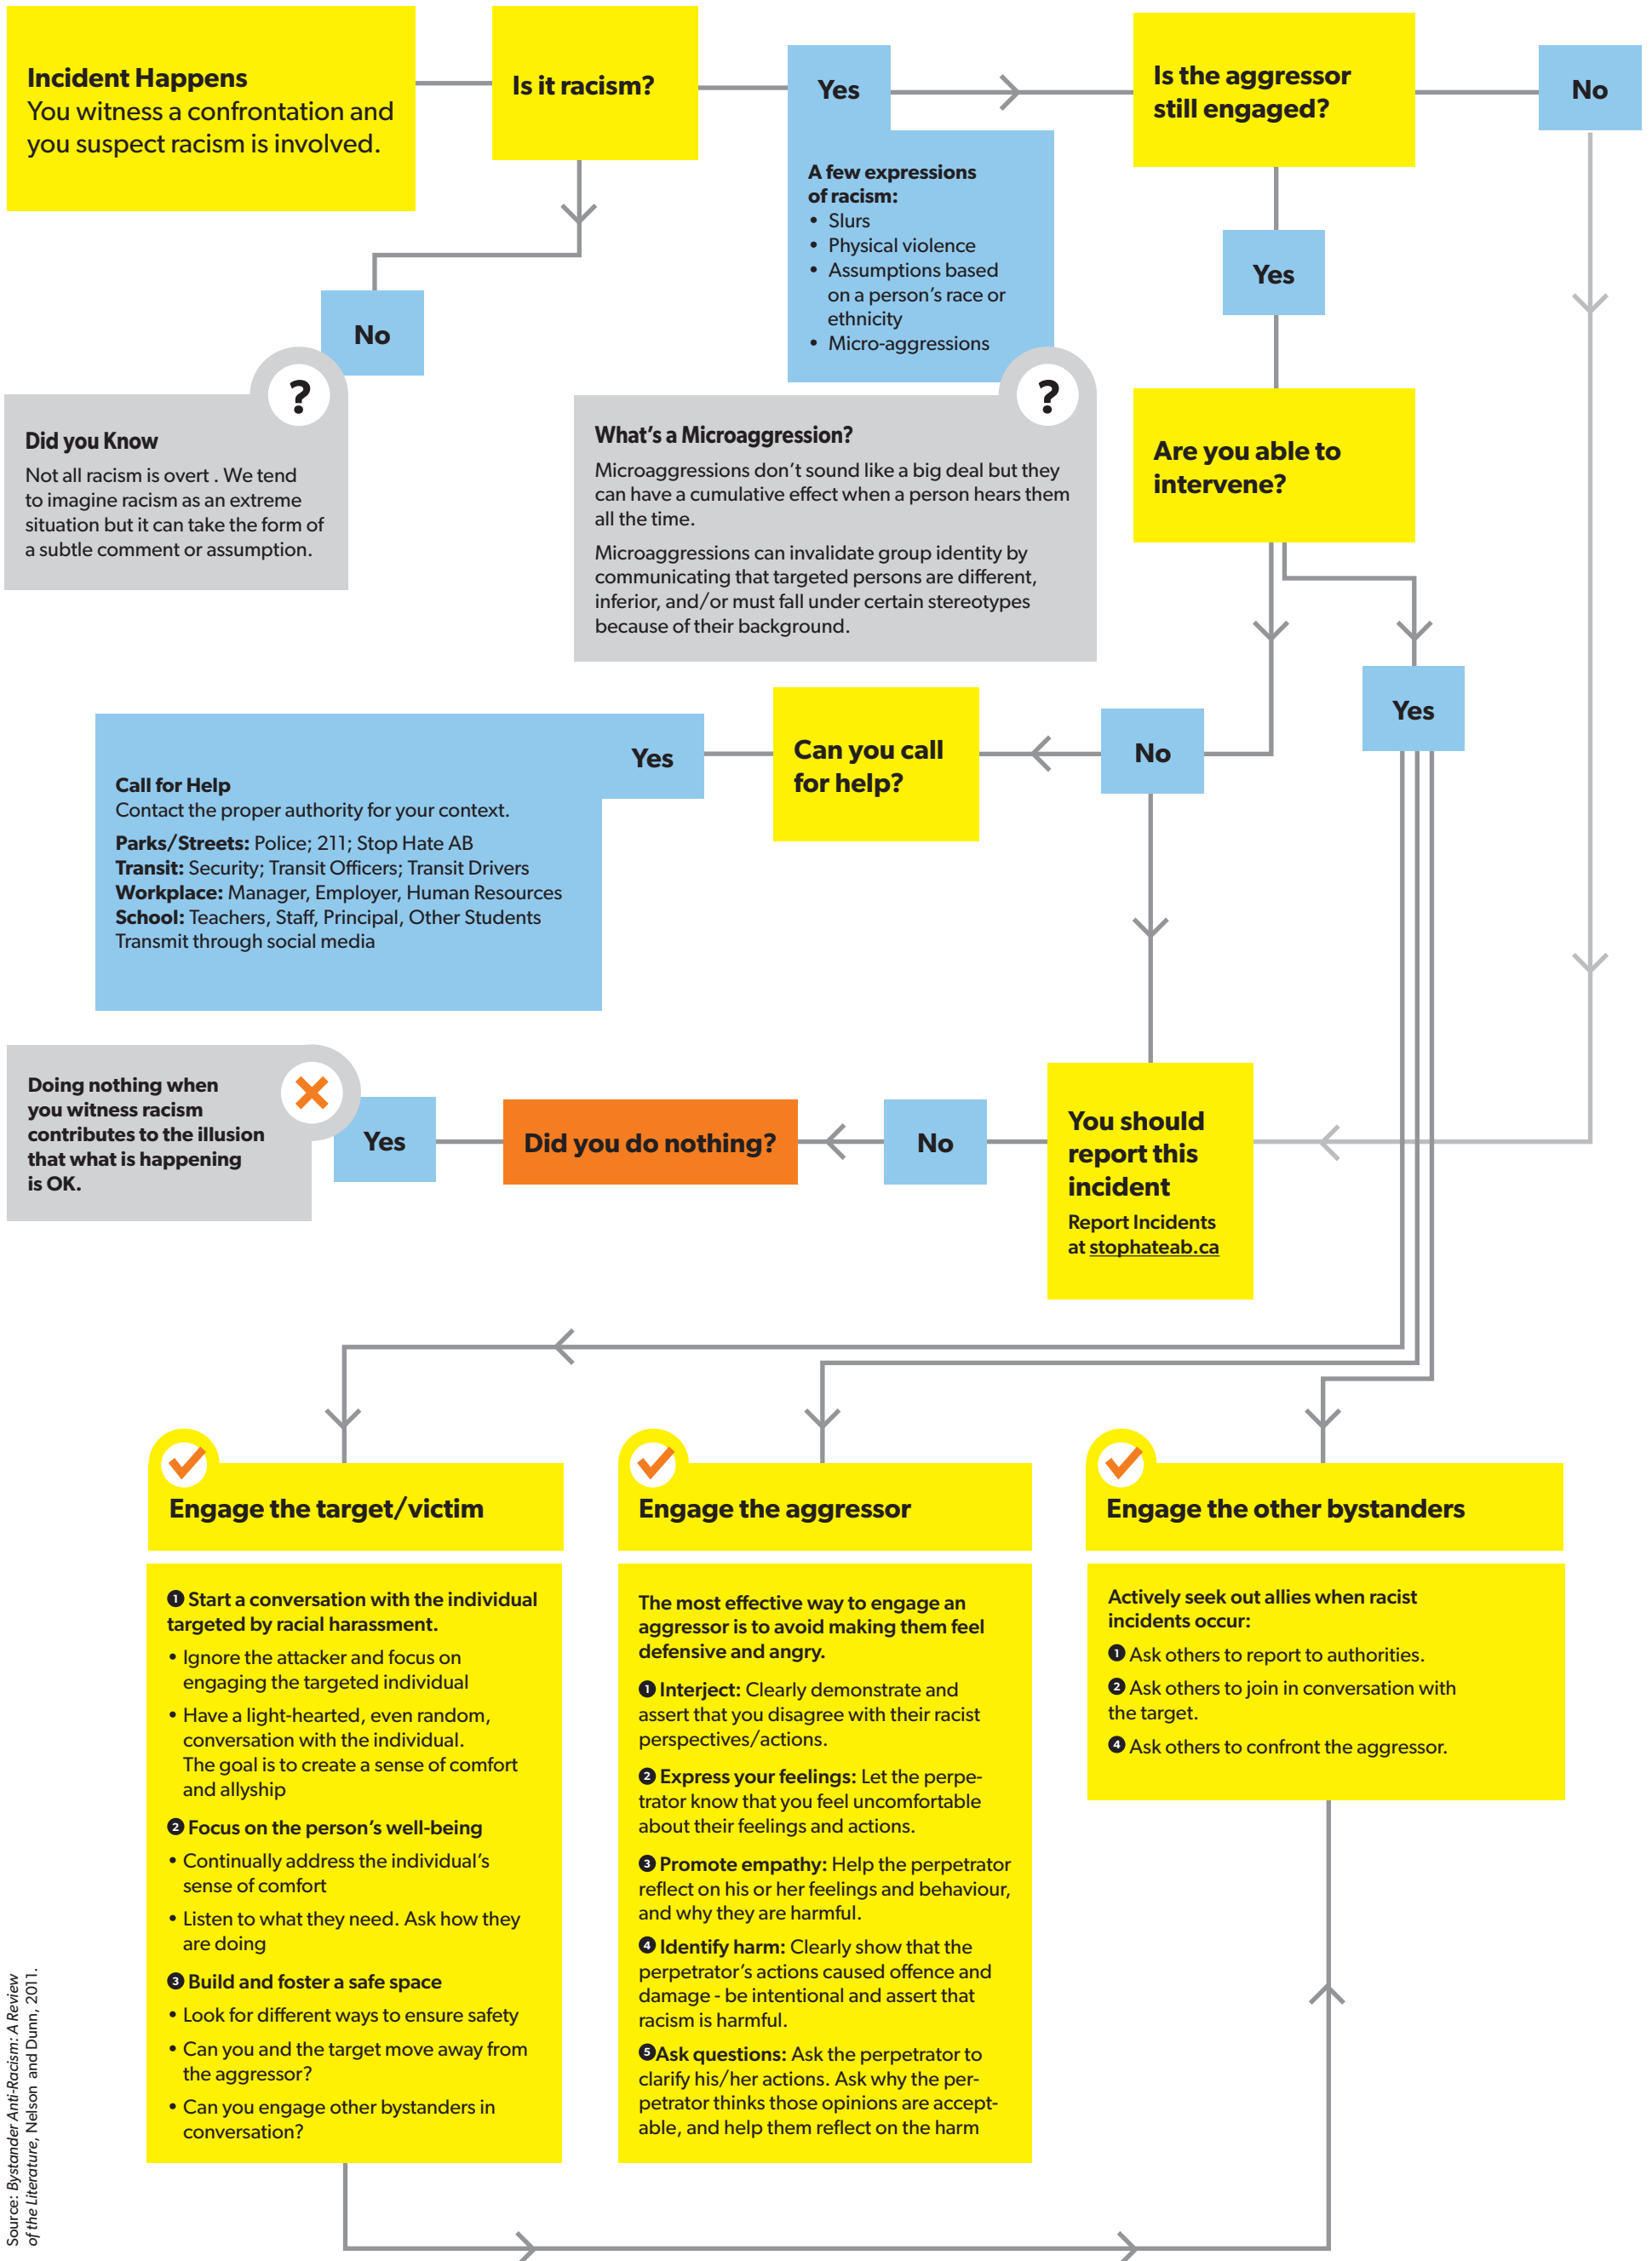 Incident Happens
You witness a confrontation and
you suspect racism is involved.
Is it racism?
Yes
Is the aggressor
still engaged?
No
A few expressions
of racism:
• Slurs
• Physical violence
• Assumptions based
on a person’s race or
ethnicity
• Micro-aggressions
Yes
No
?
Did you Know
Not all racism is overt . We tend
to imagine racism as an extreme
situation but it can take the form of
a subtle comment or assumption.
?
What’s a Microaggression?
Microaggressions don’t sound like a big deal but they
can have a cumulative effect when a person hears them
all the time.
Microaggressions can invalidate group identity by
communicating that targeted persons are different,
inferior, and/or must fall under certain stereotypes
because of their background.
Are you able to
intervene?
Yes
No
Can you call
for help?
Yes
Call for Help
Contact the proper authority for your context.
Parks/Streets: Police; 211; Stop Hate AB
Transit: Security; Transit Officers; Transit Drivers
Workplace: Manager, Employer, Human Resources
School: Teachers, Staff, Principal, Other Students
Transmit through social media
Doing nothing when
you witness racism
contributes to the illusion
that what is happening
is OK.
Yes
Did you do nothing?
No
You should
report this
incident
Report Incidents
at stophateab.ca
Engage the target/victim
1 Start a conversation with the individual
targeted by racial harassment.
• Ignore the attacker and focus on
engaging the targeted individual
• Have a light-hearted, even random,
conversation with the individual.
The goal is to create a sense of comfort
and allyship
2 Focus on the person’s well-being
• Continually address the individual’s
sense of comfort
• Listen to what they need. Ask how they
are doing
3 Build and foster a safe space
• Look for different ways to ensure safety
• Can you and the target move away from
the aggressor?
• Can you engage other bystanders in
conversation?
Engage the aggressor
The most effective way to engage an
aggressor is to avoid making them feel
defensive and angry.
1 Interject: Clearly demonstrate and
assert that you disagree with their racist
perspectives/actions.
2 Express your feelings: Let the perpe-
trator know that you feel uncomfortable
about their feelings and actions.
3 Promote empathy: Help the perpetrator
reflect on his or her feelings and behaviour,
and why they are harmful.
4 Identify harm: Clearly show that the
perpetrator’s actions caused offence and
damage - be intentional and assert that
racism is harmful.
5 Ask questions: Ask the perpetrator to
clarify his/her actions. Ask why the per-
petrator thinks those opinions are accept-
able, and help them reflect on the harm
Engage the other bystanders
Actively seek out allies when racist
incidents occur:
1 Ask others to report to authorities.
2 Ask others to join in conversation with
the target.
4 Ask others to confront the aggressor.
Source: Bystander Anti-Racism: A Review
of the Literature, Nelson and Dunn, 2011.